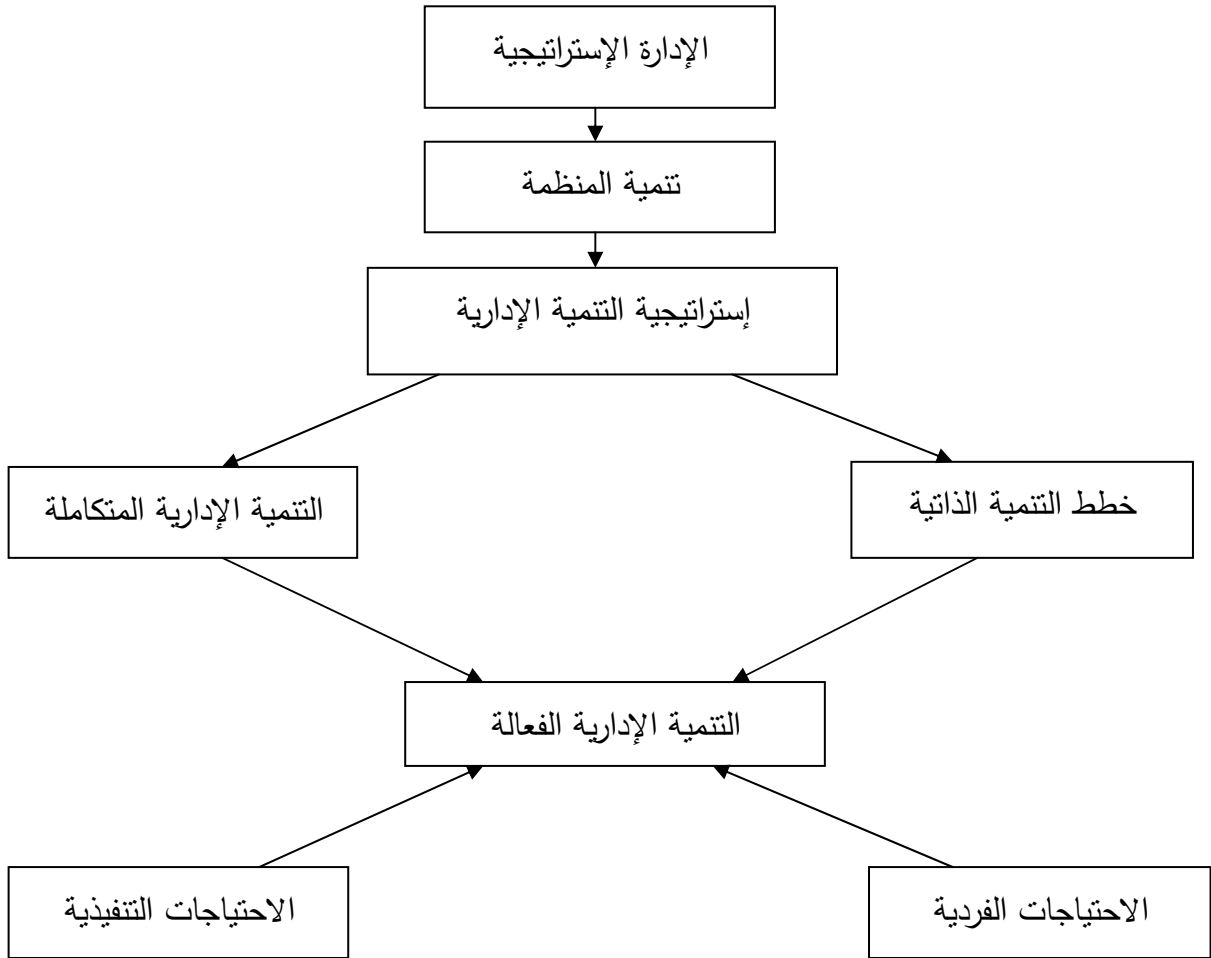 الإدارة الإستراتيجية
تنمية المنظمة
إستراتيجية التنمية الإدارية
خطط التنمية الذاتية
التنمية الإدارية المتكاملة
التنمية الإدارية الفعالة
الاحتياجات الفردية
الاحتياجات التنفيذية